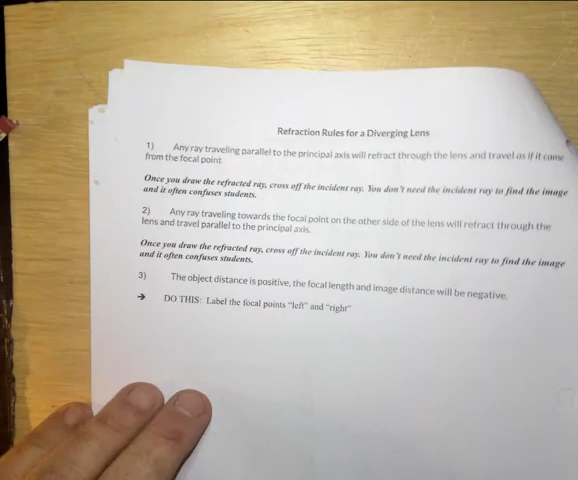 Refraction Rules for a Diverging Lens
1) Any ray traveling parallel to the principal axis will refract through the lens and travel as if it came
from the focal point
Once you draw the refracted ray, cross off the incident ray. You don't need the incident ray to find the image
and it often confuses students.
2) Any ray traveling towards the focal point on the other side of the lens will refract through the
lens and travel parallel to the principal axis.
Once you draw the refracted ray, cross off the incident ray. You don't need the incident ray to find the image
and it often confuses students.
3) The object distance is positive, the focal length and image distance will be negative.
➔ DO THIS: Label the focal points "left" and "right"